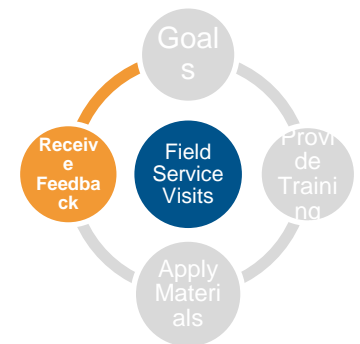 Goal
s
Receiv
e
Feedba
ck
Field
Service
Visits
Provi
de
Traini
ng
Apply
Materi
als